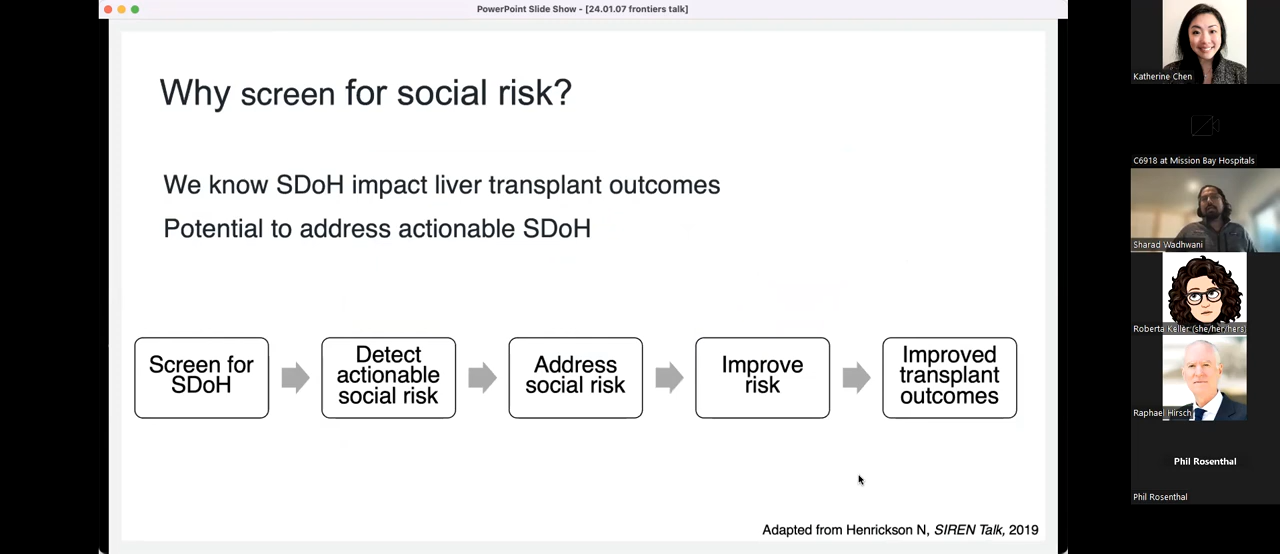 PowerPoint Slide Show - [24.01.07 frontiers talk]
Why screen for social risk?
We know SDoH impact liver transplant outcomes
Potential to address actionable SDoH
Screen for
SDoH
Detect
actionable
social risk
Address
social risk
Improve
risk
Improved
transplant
outcomes
Adapted from Henrickson N, SIREN Talk, 2019
Katherine Chen
C6918 at Mission Bay Hospitals
Sharad Wadhwani
Roberta Keller (she/her/hers)
Raphael Hirsch
Phil Rosenthal
Phil Rosenthal